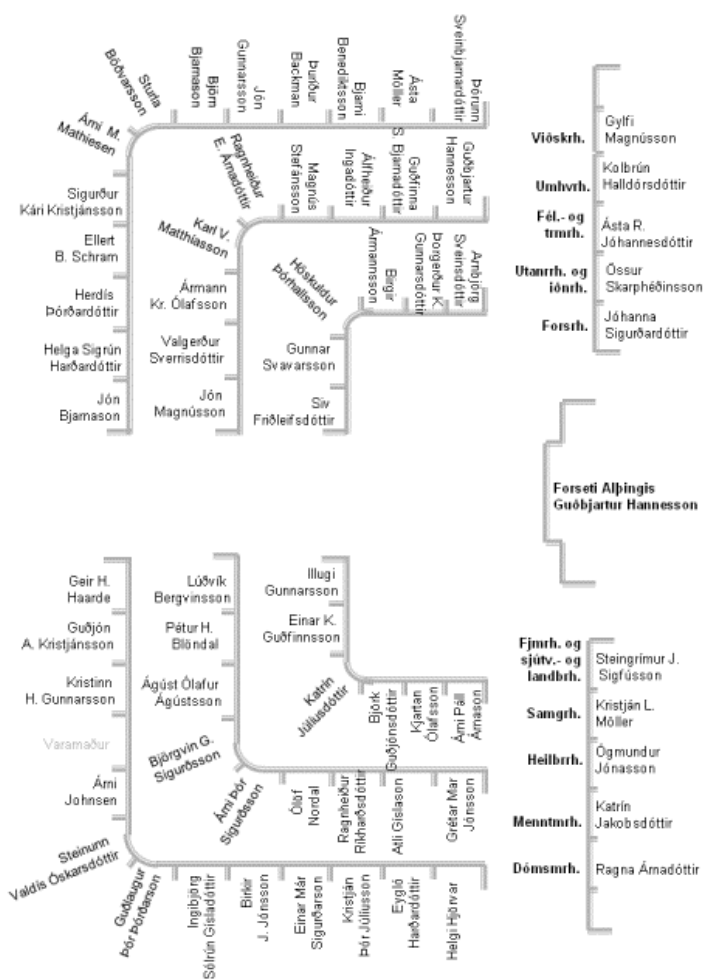 Sturla
Böðvarsson
Björn
Bjarnason
Jón
Gunnarsson
Þuríður
Backman
Bjarni
Benediktsson
Ásta
Möller
Þórunn
Sveinbjarnardóttir
Árni M.
Mathiesen
Sigurður
Kári Kristjánsson
Ellert
B. Schram
Herdís
Þórðardóttir
Helga Sigrún
Harðardóttir
Jón
Bjarnason
Ragnheiður
E. Árnadóttir
Magnús
Stefánsson
Álfheiður
Ingadóttir
Guðfinna
S. Bjarnadóttir
Guðbjartur
Hannesson
Karl V.
Matthíasson
Ármann
Kr. Ólafsson
Valgerður
Sverrisdóttir
Jón
Magnússon
Höskuldur
Þórhallsson
Birgir
Ármannsson
Þorgerður K.
Gunnarsdóttir
Arnbjörg
Sveinsdóttir
Gunnar
Svavarsson
Siv
Friðleifsdóttir
Viðskrh.
Gylfi
Magnússon
Umhvrh.
Kolbrún
Halldórsdóttir
Fél.- og
trmrh.
Ásta R.
Jóhannesdóttir
Utanrrh. og
iðnrh.
Össur
Skarphéðinsson
Forsrh.
Jóhanna
Sigurðardóttir
Forseti Alþingis
Guðbjartur Hannesson
Geir H.
Haarde
Guðjón
A. Kristjánsson
Kristinn
H. Gunnarsson
Varamaður
Árni
Johnsen
Steinunn
Valdís Óskarsdóttir
Guðlaugur
Þór Þórðarson
Ingibjörg
Sólrún Gísladóttir
Birkir
J. Jónsson
Einar Már
Sigurðarson
Kristján
Þór Júlíusson
Eygló
Harðardóttir
Helgi Hjörvar
Lúðvík
Bergvinsson
Pétur H.
Blöndal
Ágúst Ólafur
Ágústsson
Björgvin G.
Sigurðsson
Árni Þór
Sigurðsson
Ólöf
Nordal
Ragnheiður
Ríkharðsdóttir
Atli Gíslason
Grétar Mar
Jónsson
Illugi
Gunnarsson
Einar K.
Guðfinnsson
Katrín
Júlíusdóttir
Björk
Guðjónsdóttir
Kjartan
Ólafsson
Árni Páll
Árnason
Fjmrh. og
sjútv.- og
landbrh.
Steingrímur J.
Sigfússon
Samgrh.
Kristján L.
Möller
Heilbrrh.
Ögmundur
Jónasson
Menntmrh.
Katrín
Jakobsdóttir
Dómsmrh.
Ragna Árnadóttir